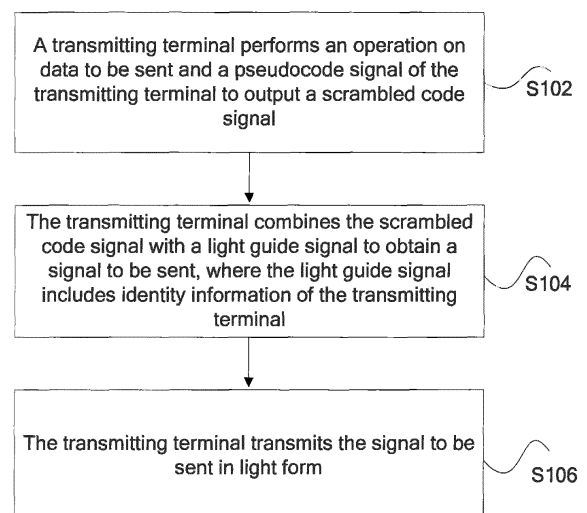 A transmitting terminal performs an operation on
data to be sent and a pseudocode signal of the
transmitting terminal to output a scrambled code
signal
S102
The transmitting terminal combines the scrambled
code signal with a light guide signal to obtain a
signal to be sent, where the light guide signal
includes identity information of the transmitting
terminal
S104
The transmitting terminal transmits the signal to be
sent in light form
S106